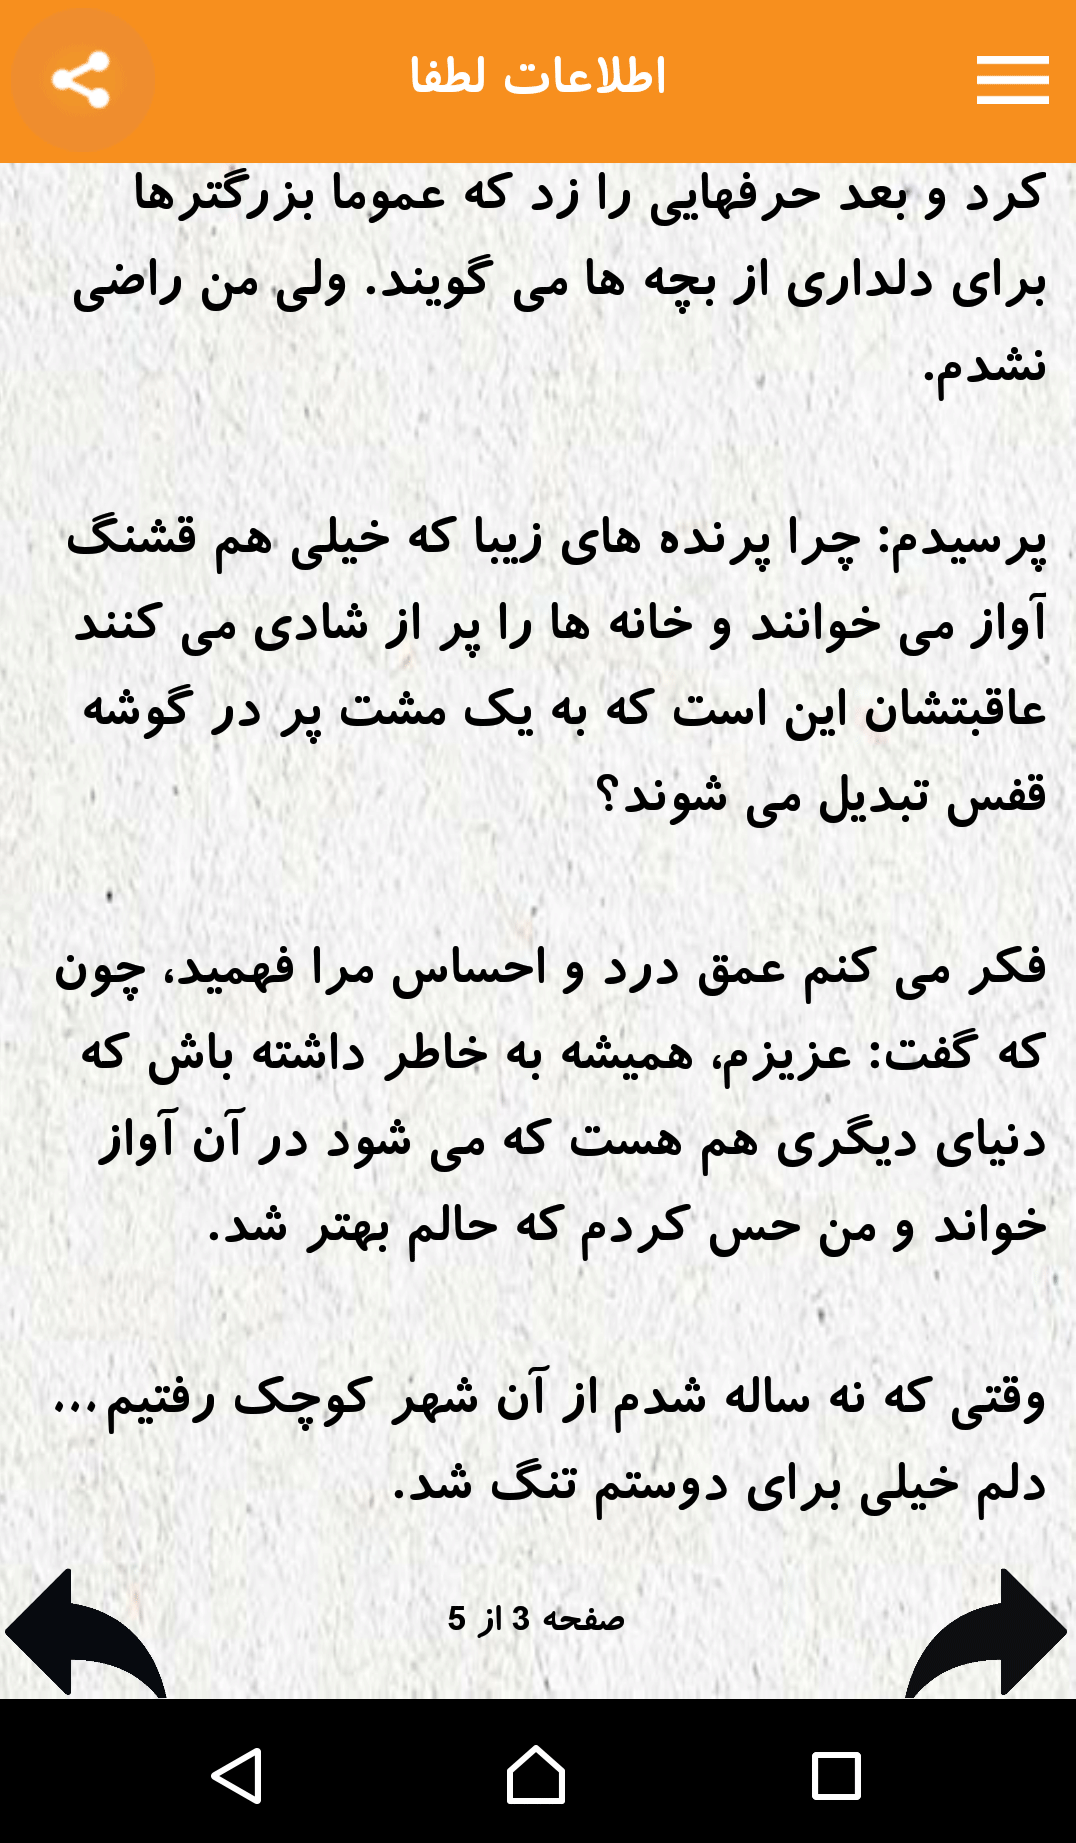 اطلاعات لطفا
کرد و بعد حرفهایی را زد که عموما بزرگترها
برای دلداری از بچه ها می گویند. ولی من راضی
نشدم.
پرسیدم: چرا پرنده های زیبا که خیلی هم قشنگ
آواز می خوانند و خانه ها را پر از شادی می کنند
عاقبتشان این است که به یک مشت پر در گوشه
قفس تبدیل می شوند؟
فکر می کنم عمق درد و احساس مرا فهمید، چون
که گفت: عزیزم، همیشه به خاطر داشته باش که
دنیای دیگری هم هست که می شود در آن آواز
خواند و من حس کردم که حالم بهتر شد.
وقتی که نه ساله شدم از آن شهر کوچک رفتیم...
دلم خیلی برای دوستم تنگ شد.
صفحه 3 از 5